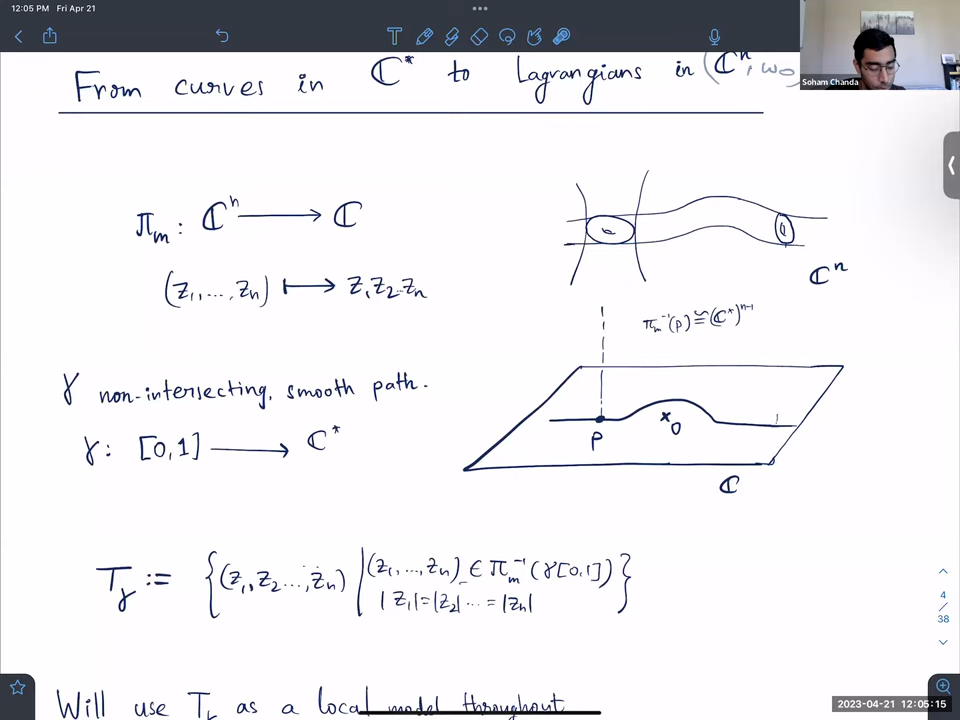 12:05 PM Fri Apr 21
Soham Chanda
From curves in ℂ* to Lagrangians in (ℂⁿ, ω₀
π_m : ℂⁿ ⟶ ℂ
(z₁, ..., zₙ) ⟼ z₁z₂...zₙ
ℂⁿ
π_m⁻¹(p) ≅ (ℂ*)ⁿ⁻¹
γ non-intersecting, smooth path.
γ : [0,1] ⟶ ℂ*
p
0
ℂ
T_γ := {(z₁, z₂ ..., zₙ) | (z₁, ..., zₙ) ∈ π_m⁻¹(γ[0,1])
|z₁| = |z₂| ... = |zₙ| }
4
/
38
Will use T_γ as a local model throughout
2023-04-21 12:05:15